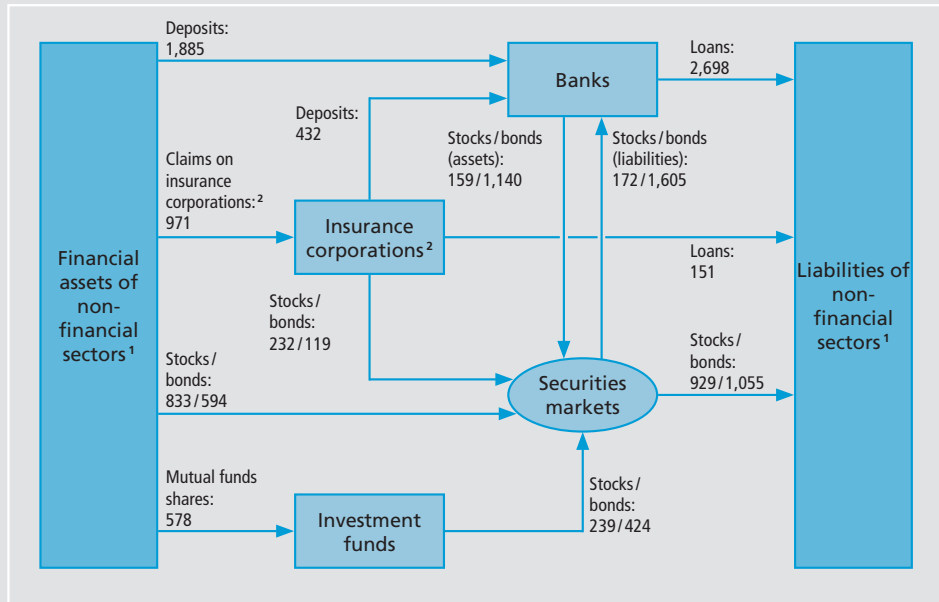 Deposits:
1,885
Banks
Loans:
2,698
Deposits:
432
Stocks/bonds
(assets):
159/1,140
Stocks/bonds
(liabilities):
172/1,605
Claims on
insurance
corporations:²
971
Insurance
corporations²
Loans:
151
Financial
assets of
non-
financial
sectors¹
Liabilities of
non-
financial
sectors¹
Stocks/
bonds:
232/119
Stocks/
bonds:
833/594
Securities
markets
Stocks/
bonds:
929/1,055
Mutual funds
shares:
578
Investment
funds
Stocks/
bonds:
239/424